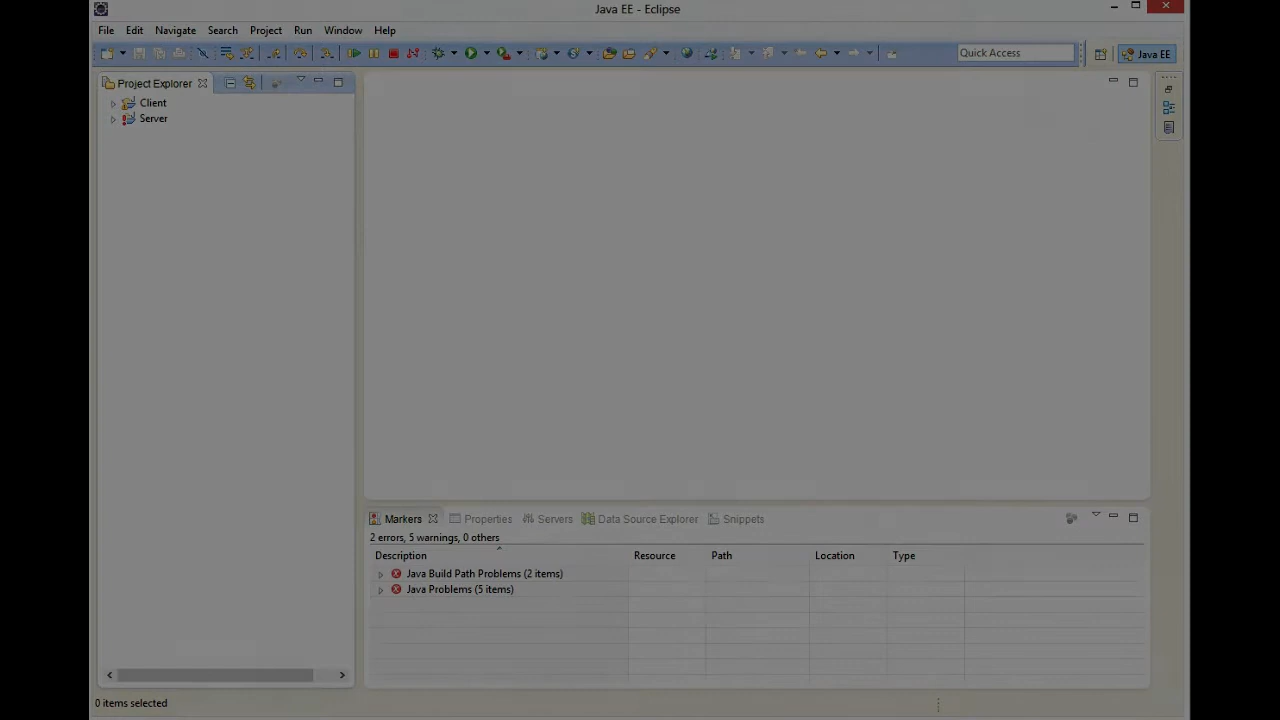 Java EE - Eclipse
File Edit Navigate Search Project Run Window Help
Quick Access
Java EE
Project Explorer
Client
Server
Markers Properties Servers Data Source Explorer Snippets
2 errors, 5 warnings, 0 others
Description Resource Path Location Type
Java Build Path Problems (2 items)
Java Problems (5 items)
0 items selected